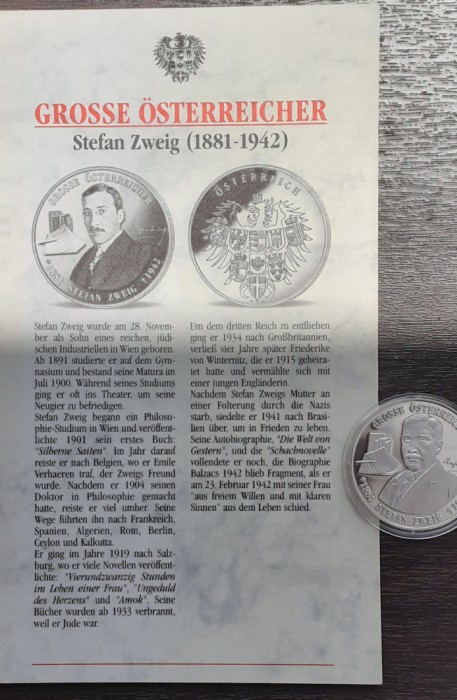 GROSSE ÖSTERREICHER
Stefan Zweig (1881-1942)
GROSSE ÖSTERREICHER
*1881 STEFAN ZWEIG †1942
ÖSTERREICH
Stefan Zweig wurde am 28. Novem-
ber als Sohn eines reichen, jüdi-
schen Industriellen in Wien geboren.
Ab 1891 studierte er auf dem Gym-
nasium und bestand seine Matura im
Juli 1900. Während seines Studiums
ging er oft ins Theater, um seine
Neugier zu befriedigen.
Stefan Zweig begann ein Philoso-
phie-Studium in Wien und veröffent-
lichte 1901 sein erstes Buch:
"Silberne Saiten". Im Jahr darauf
reiste er nach Belgien, wo er Emile
Verhaeren traf, der Zweigs Freund
wurde. Nachdem er 1904 seinen
Doktor in Philosophie gemacht
hatte, reiste er viel umher. Seine
Wege führten ihn nach Frankreich,
Spanien, Algerien, Rom, Berlin,
Ceylon und Kalkutta.
Er ging im Jahre 1919 nach Salz-
burg, wo er viele Novellen veröffent-
lichte: "Vierundzwanzig Stunden
im Leben einer Frau", "Ungeduld
des Herzens" und "Amok". Seine
Bücher wurden ab 1933 verbrannt,
weil er Jude war.
Um dem dritten Reich zu entfliehen
ging er 1934 nach Großbritannien,
verließ vier Jahre später Friederike
von Winternitz, die er 1915 geheira-
tet hatte und vermählte sich mit
einer jungen Engländerin.
Nachdem Stefan Zweigs Mutter an
einer Folterung durch die Nazis
starb, siedelte er 1941 nach Brasi-
lien über, um in Frieden zu leben.
Seine Autobiographie, "Die Welt von
Gestern", und die "Schachnovelle"
vollendete er noch, die Biographie
Balzacs 1942 blieb Fragment, als er
am 23. Februar 1942 mit seiner Frau
"aus freiem Willen und mit klaren
Sinnen" aus dem Leben schied.
GROSSE ÖSTERREICHE
*1881 STEFAN ZWEIG †1